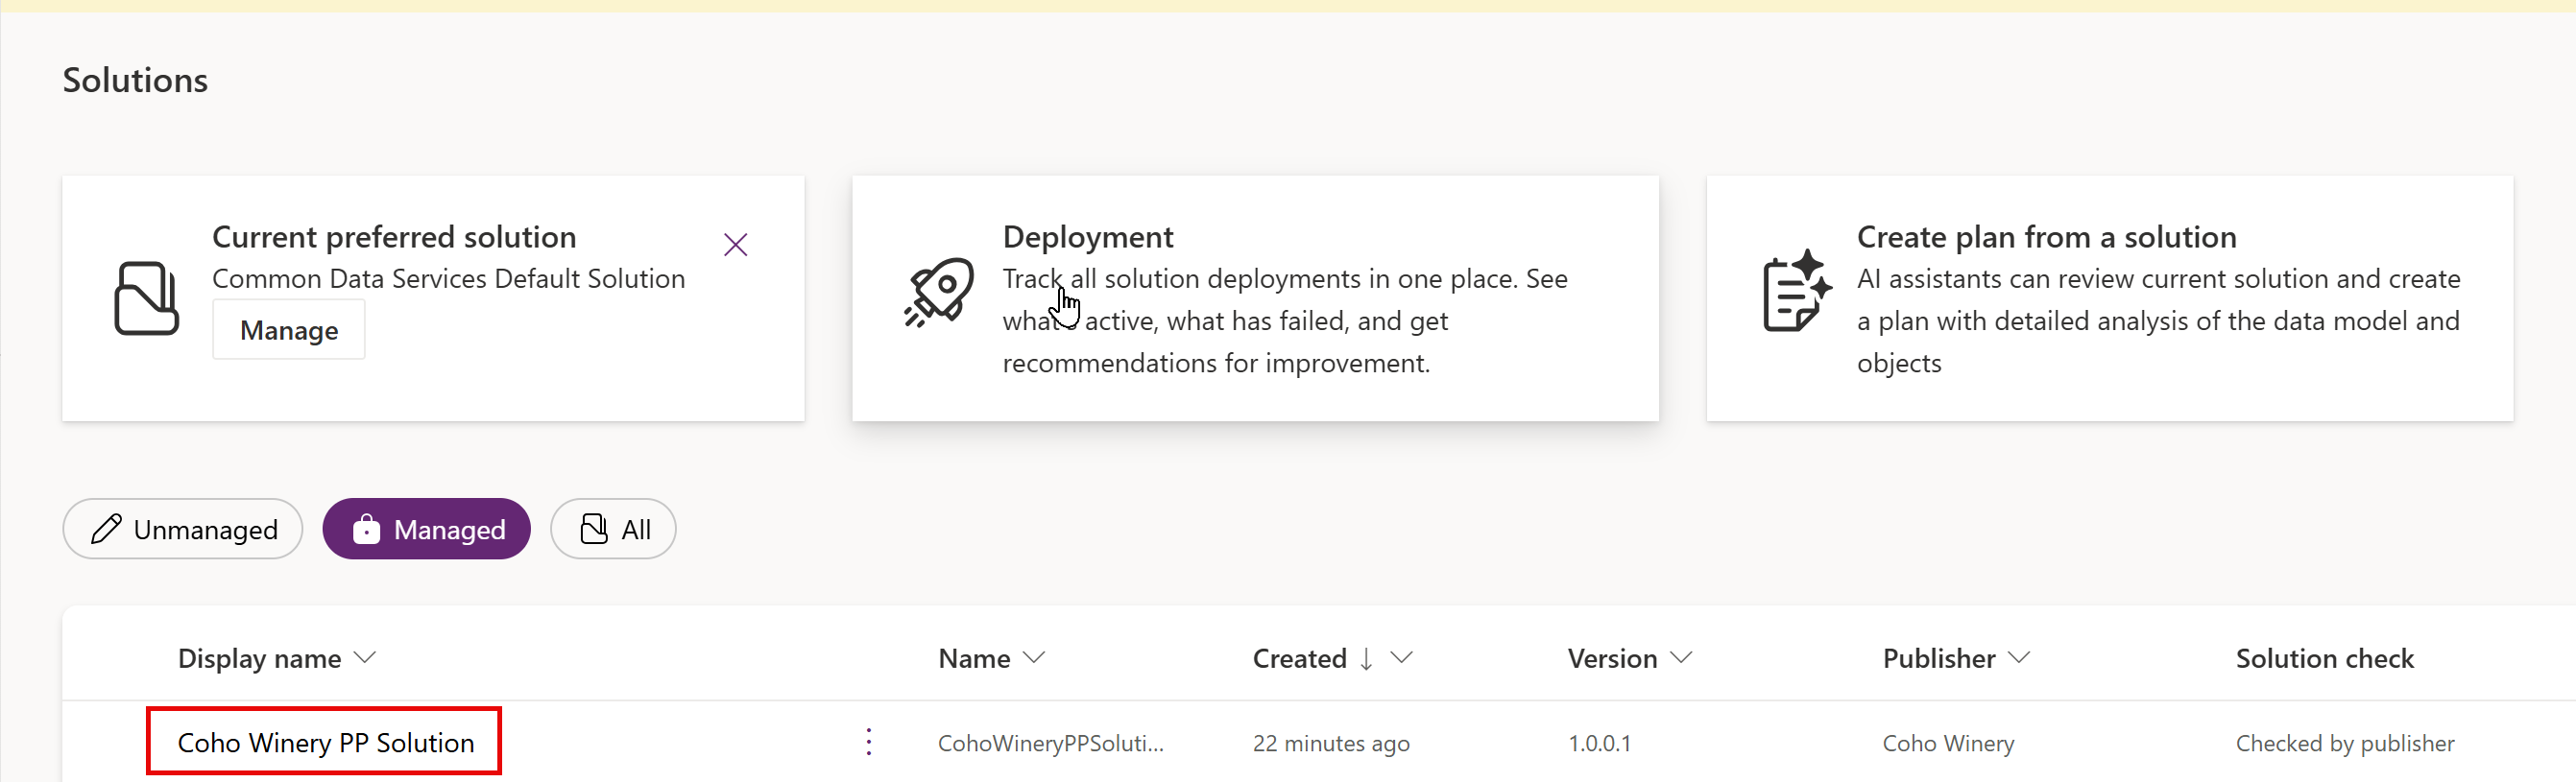 Solutions
Current preferred solution
Common Data Services Default Solution
Manage
Deployment
Track all solution deployments in one place. See
what's active, what has failed, and get
recommendations for improvement.
Create plan from a solution
AI assistants can review current solution and create
a plan with detailed analysis of the data model and
objects
Unmanaged
Managed
All
Display name
Name
Created
Version
Publisher
Solution check
Coho Winery PP Solution
CohoWineryPPSoluti...
22 minutes ago
1.0.0.1
Coho Winery
Checked by publisher